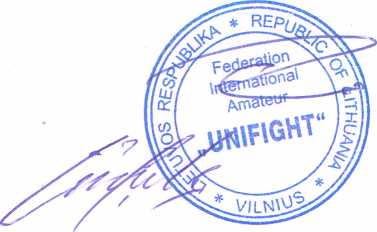 LIETUVOS RESPUBLIKA * REPUBLIC OF LITHUANIA *
Federation
International
Amateur
„UNIFIGHT“
* VILNIUS *